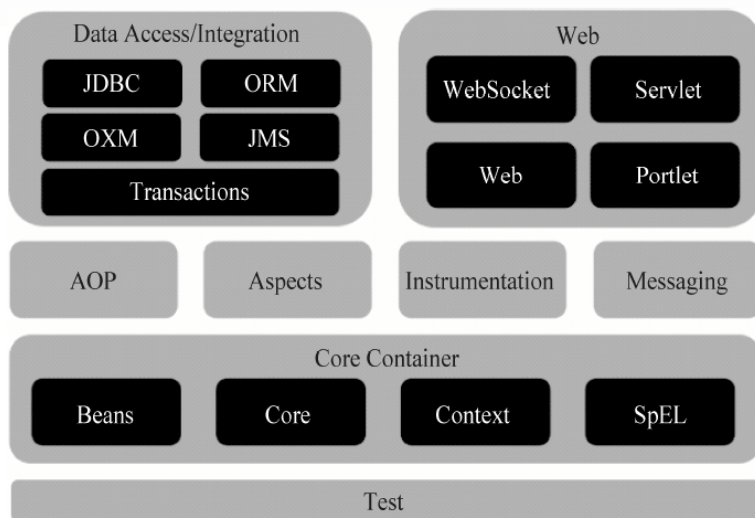 Data Access/Integration
JDBC
ORM
OXM
JMS
Transactions
Web
WebSocket
Servlet
Web
Portlet
AOP
Aspects
Instrumentation
Messaging
Core Container
Beans
Core
Context
SpEL
Test